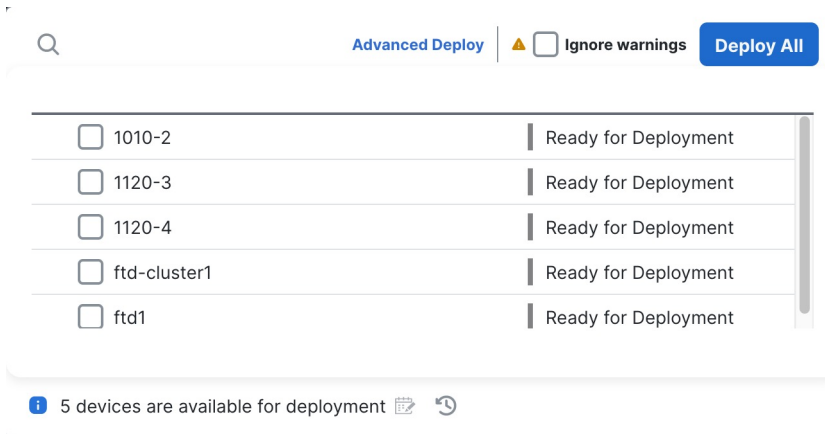 Advanced Deploy Ignore warnings Deploy All
1010-2 Ready for Deployment
1120-3 Ready for Deployment
1120-4 Ready for Deployment
ftd-cluster1 Ready for Deployment
ftd1 Ready for Deployment
5 devices are available for deployment